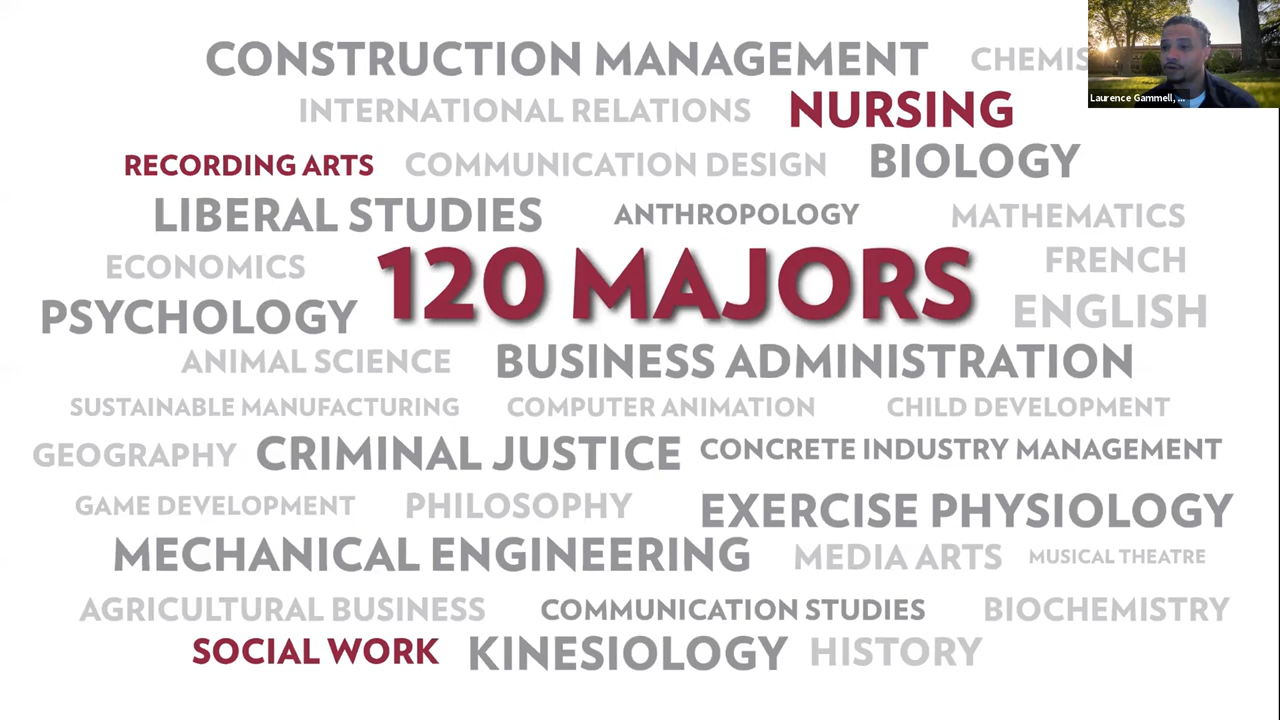 CONSTRUCTION MANAGEMENT
INTERNATIONAL RELATIONS NURSING
Laurence Gammell, ...
RECORDING ARTS COMMUNICATION DESIGN BIOLOGY
LIBERAL STUDIES ANTHROPOLOGY MATHEMATICS
ECONOMICS 120 MAJORS FRENCH
PSYCHOLOGY ENGLISH
ANIMAL SCIENCE BUSINESS ADMINISTRATION
SUSTAINABLE MANUFACTURING COMPUTER ANIMATION CHILD DEVELOPMENT
GEOGRAPHY CRIMINAL JUSTICE CONCRETE INDUSTRY MANAGEMENT
GAME DEVELOPMENT PHILOSOPHY EXERCISE PHYSIOLOGY
MECHANICAL ENGINEERING MEDIA ARTS MUSICAL THEATRE
AGRICULTURAL BUSINESS COMMUNICATION STUDIES BIOCHEMISTRY
SOCIAL WORK KINESIOLOGY HISTORY